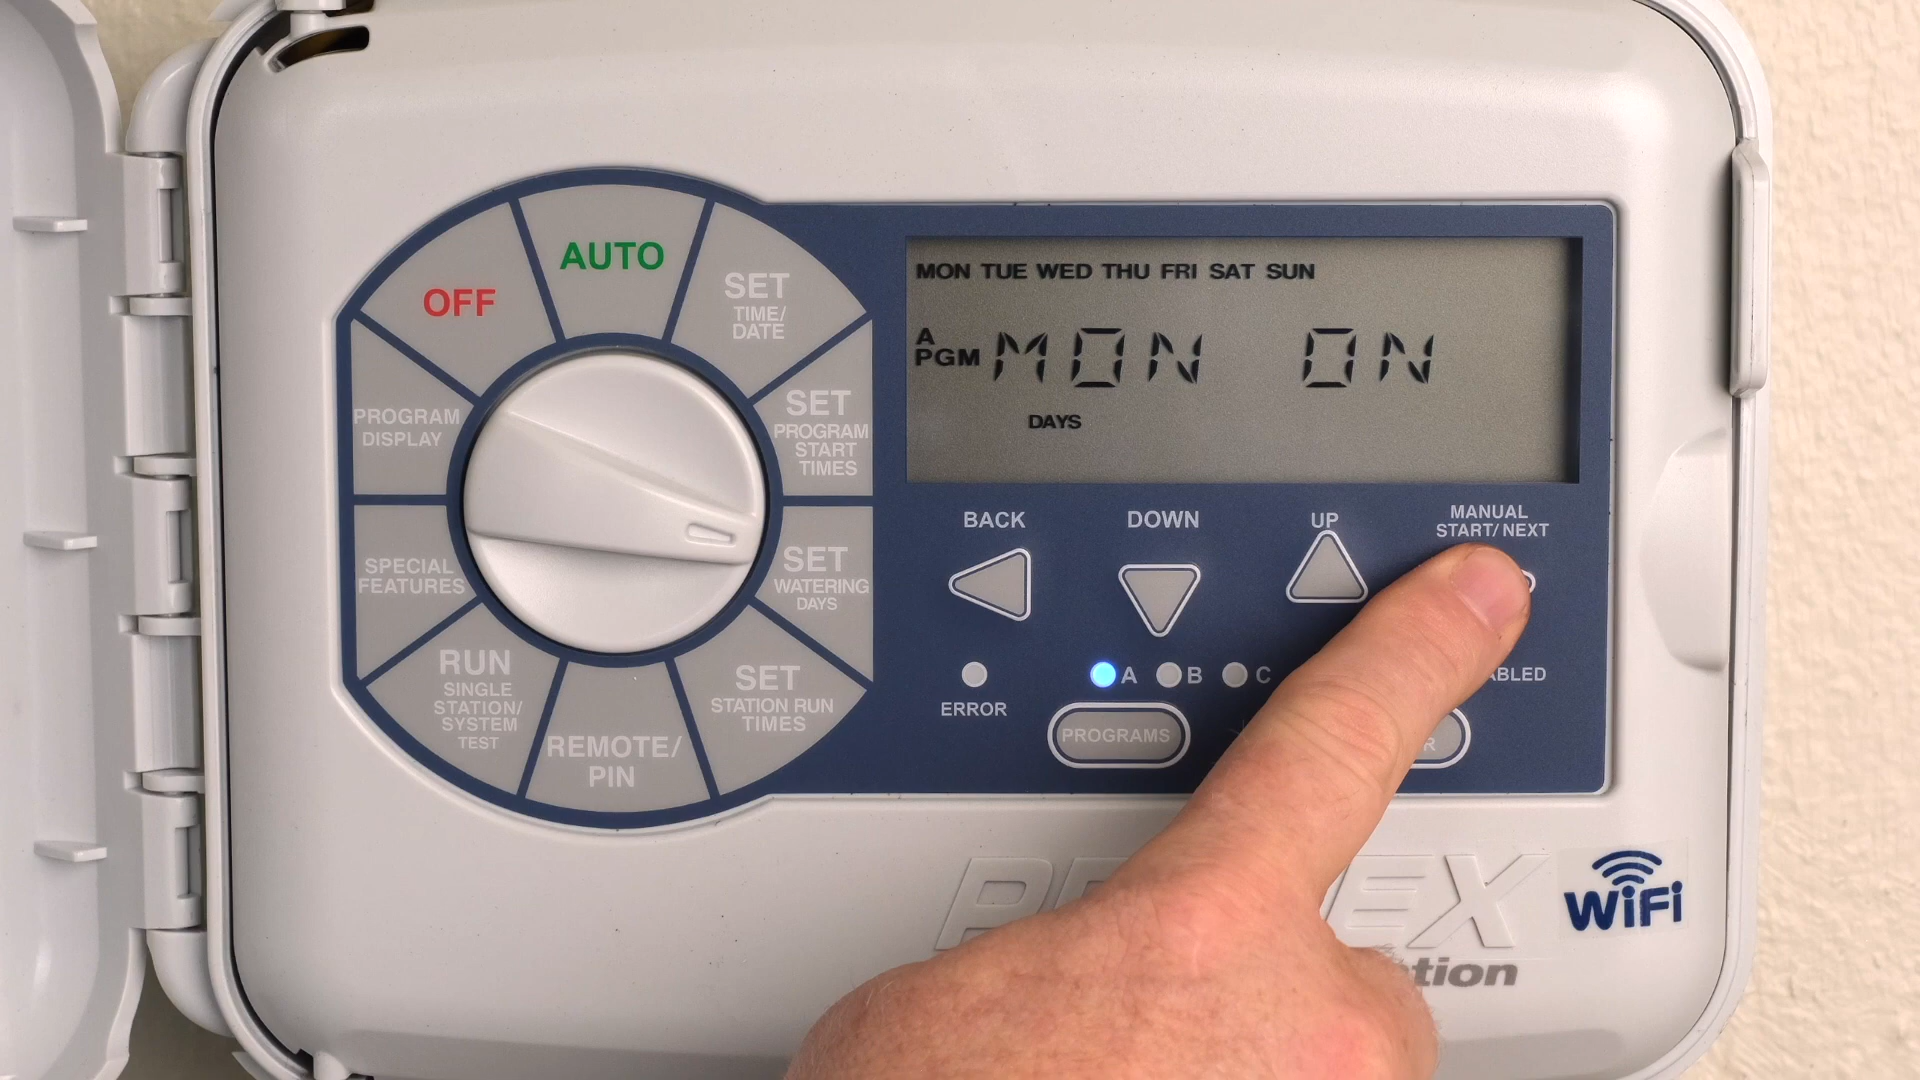 OFF
AUTO
SET
TIME/
DATE
SET
PROGRAM
START
TIMES
SET
WATERING
DAYS
SET
STATION RUN
TIMES
REMOTE/
PIN
RUN
SINGLE
STATION/
SYSTEM
TEST
SPECIAL
FEATURES
PROGRAM
DISPLAY
MON TUE WED THU FRI SAT SUN
A
PGM MON ON
DAYS
BACK
DOWN
UP
MANUAL
START/NEXT
ERROR
A B C
PROGRAMS
WiFi